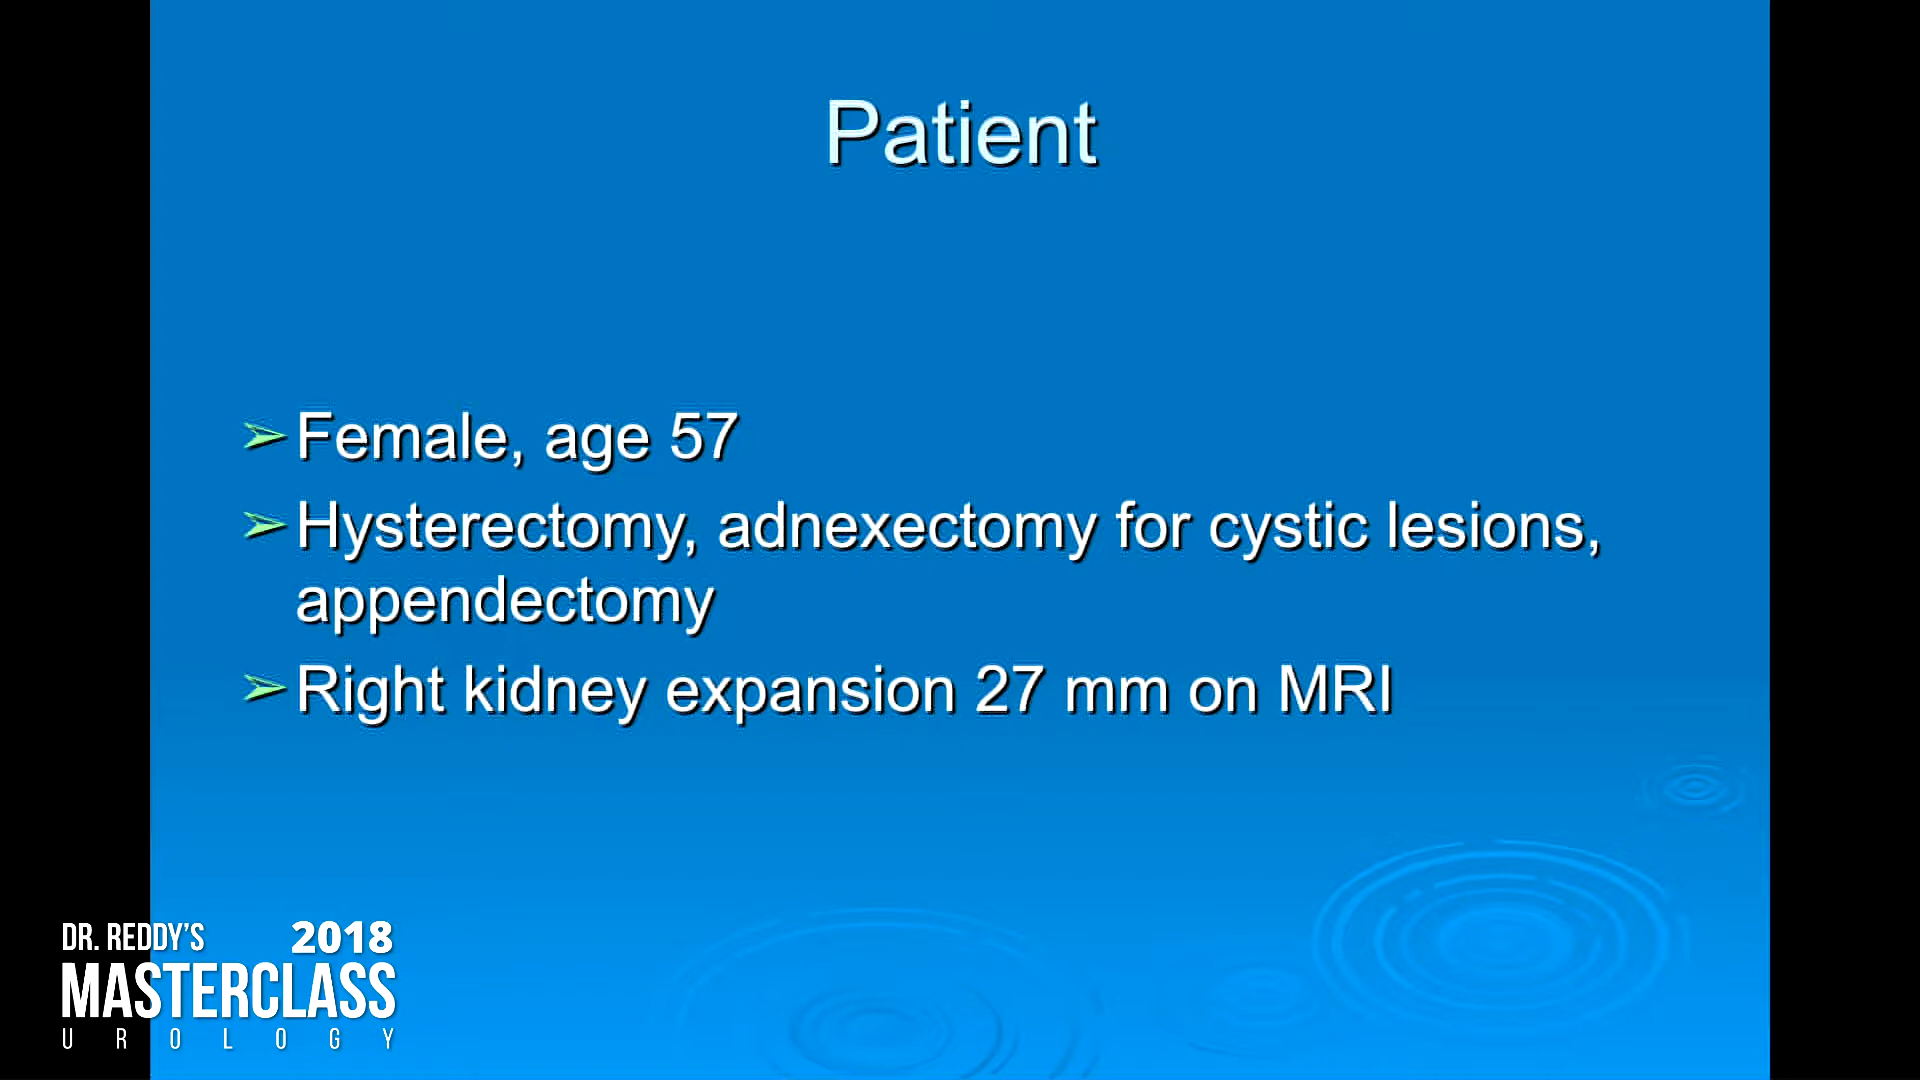 Patient
➢Female, age 57
➢Hysterectomy, adnexectomy for cystic lesions,
appendectomy
➢Right kidney expansion 27 mm on MRI
DR. REDDY'S 2018
MASTERCLASS
UROLOGY